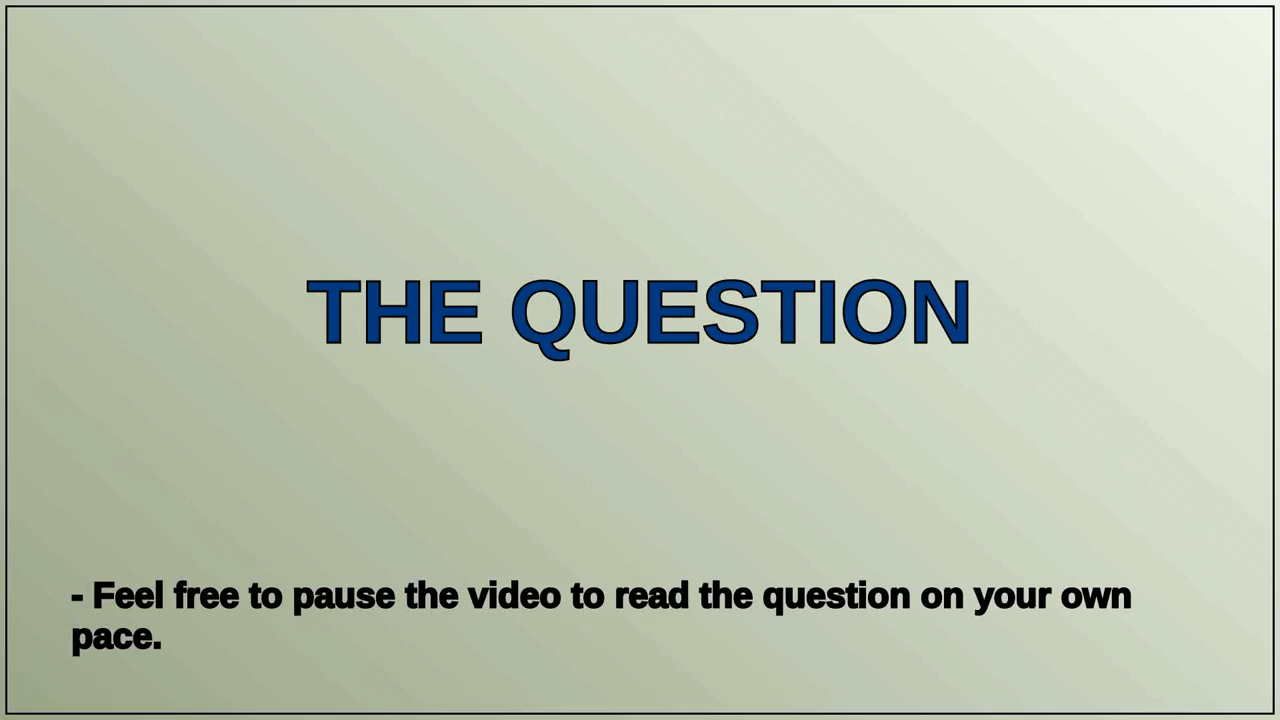 THE QUESTION
- Feel free to pause the video to read the question on your own
pace.